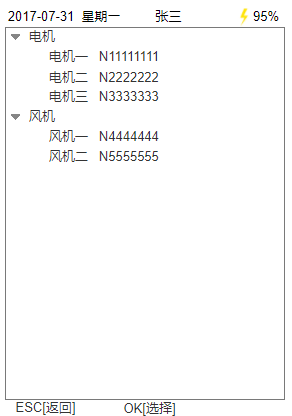 2017-07-31 星期一 张三 95%
电机
电机一 N11111111
电机二 N2222222
电机三 N3333333
风机
风机一 N4444444
风机二 N5555555
ESC[返回] OK[选择]